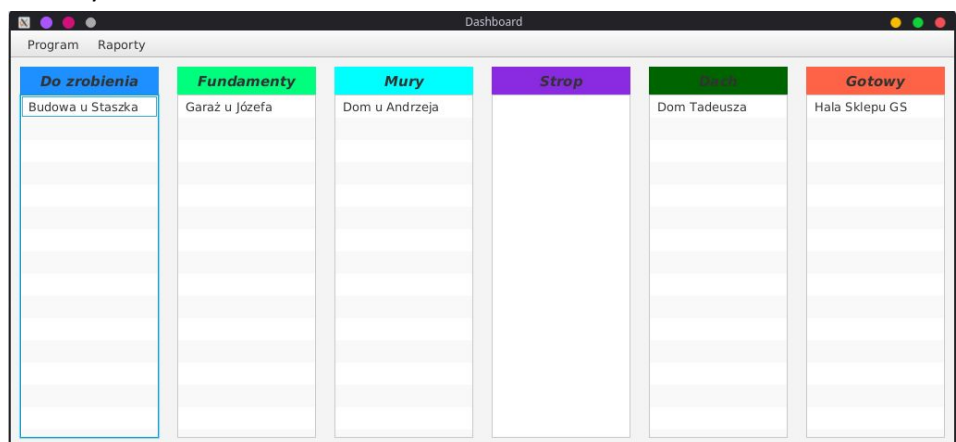 Dashboard
Program Raporty
Do zrobienia Fundamenty Mury Strop Dach Gotowy
Budowa u Staszka Garaż u Józefa Dom u Andrzeja Dom Tadeusza Hala Sklepu GS